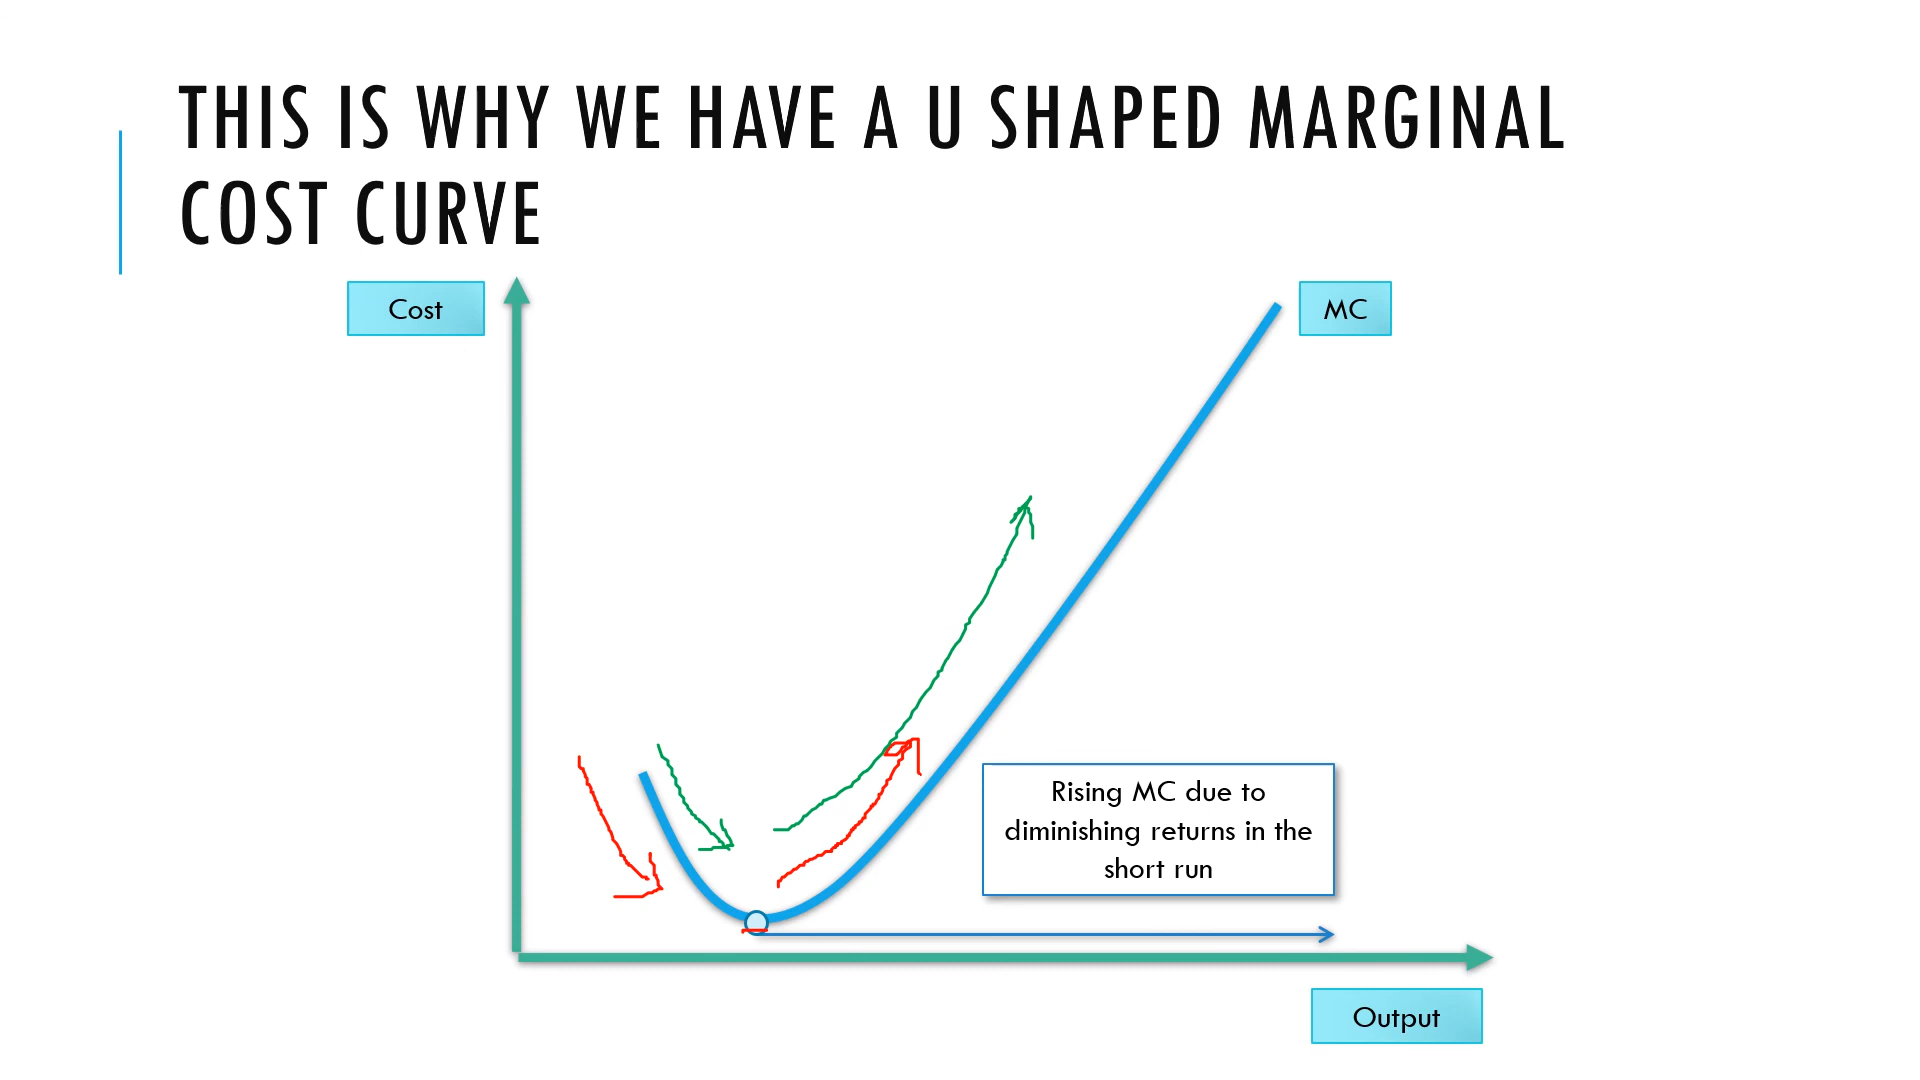 THIS IS WHY WE HAVE A U SHAPED MARGINAL
COST CURVE
Cost
MC
Rising MC due to
diminishing returns in the
short run
Output